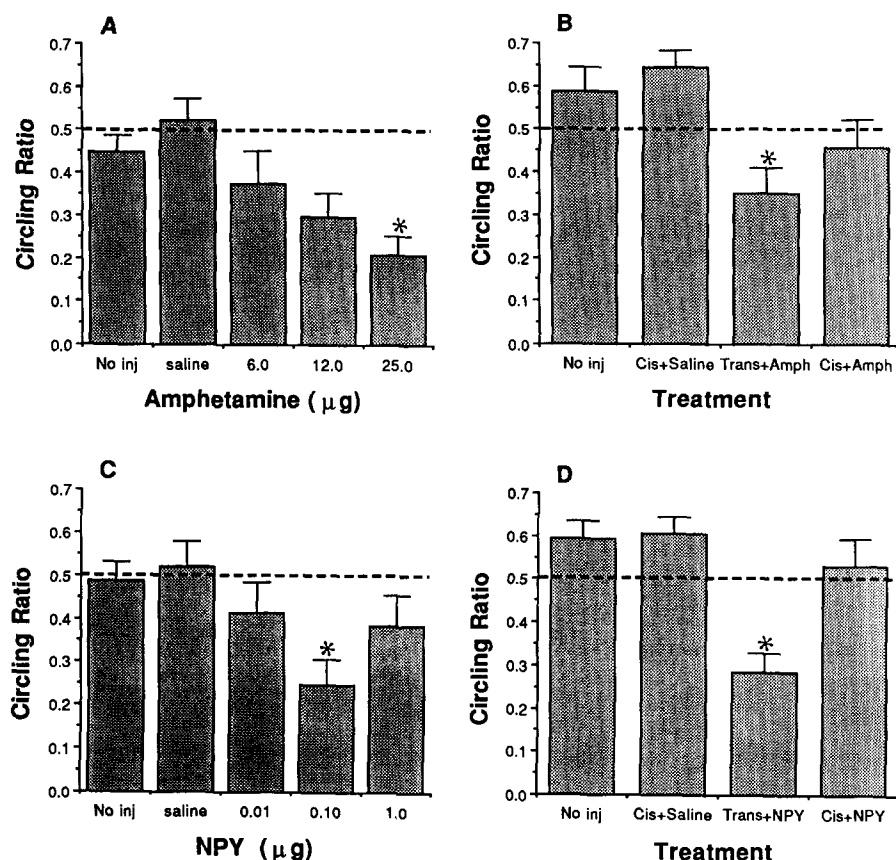 A
Circling Ratio
0.7
0.6
0.5
0.4
0.3
0.2
0.1
0.0
*
No inj saline 6.0 12.0 25.0
Amphetamine ( μg)
B
Circling Ratio
0.7
0.6
0.5
0.4
0.3
0.2
0.1
0.0
*
No inj Cis+Saline Trans+Amph Cis+Amph
Treatment
C
Circling Ratio
0.7
0.6
0.5
0.4
0.3
0.2
0.1
0.0
*
No inj saline 0.01 0.10 1.0
NPY ( μg)
D
Circling Ratio
0.7
0.6
0.5
0.4
0.3
0.2
0.1
0.0
*
No inj Cis+Saline Trans+NPY Cis+NPY
Treatment